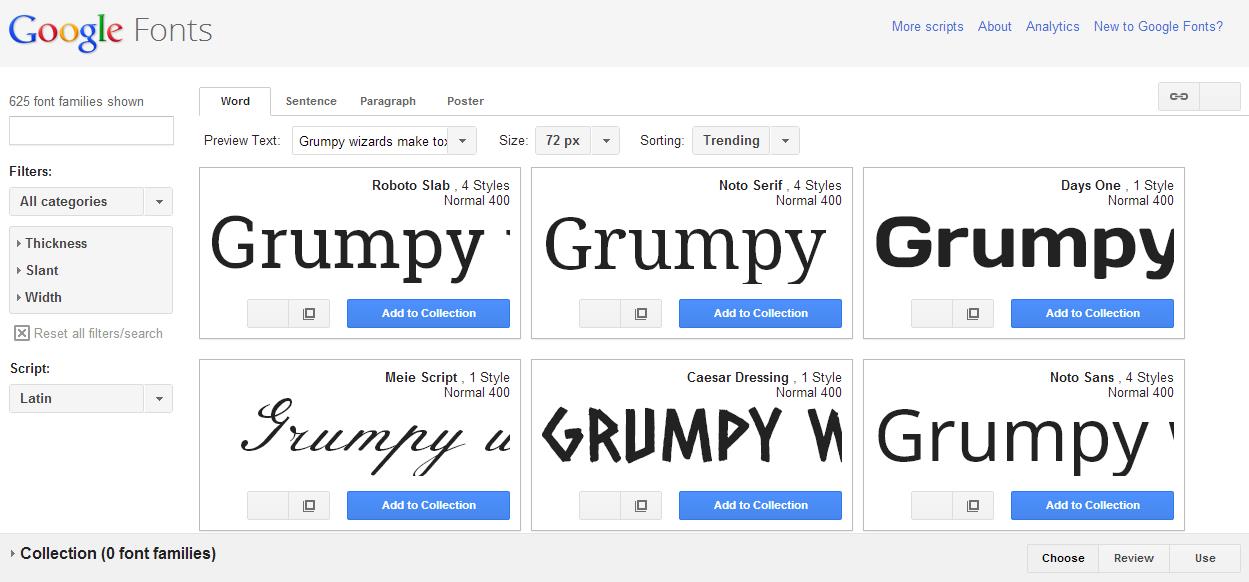 Google Fonts
More scripts About Analytics New to Google Fonts?
625 font families shown
Word Sentence Paragraph Poster
Preview Text: Grumpy wizards make to Size: 72 px Sorting: Trending
Filters:
All categories
Thickness
Slant
Width
Reset all filters/search
Script:
Latin
Roboto Slab , 4 Styles
Normal 400
Grumpy
Add to Collection
Noto Serif , 4 Styles
Normal 400
Grumpy
Add to Collection
Days One , 1 Style
Normal 400
Grumpy
Add to Collection
Meie Script , 1 Style
Normal 400
Grumpy w
Add to Collection
Caesar Dressing , 1 Style
Normal 400
GRUMPY W
Add to Collection
Noto Sans , 4 Styles
Normal 400
Grumpy
Add to Collection
Collection (0 font families)
Choose Review Use